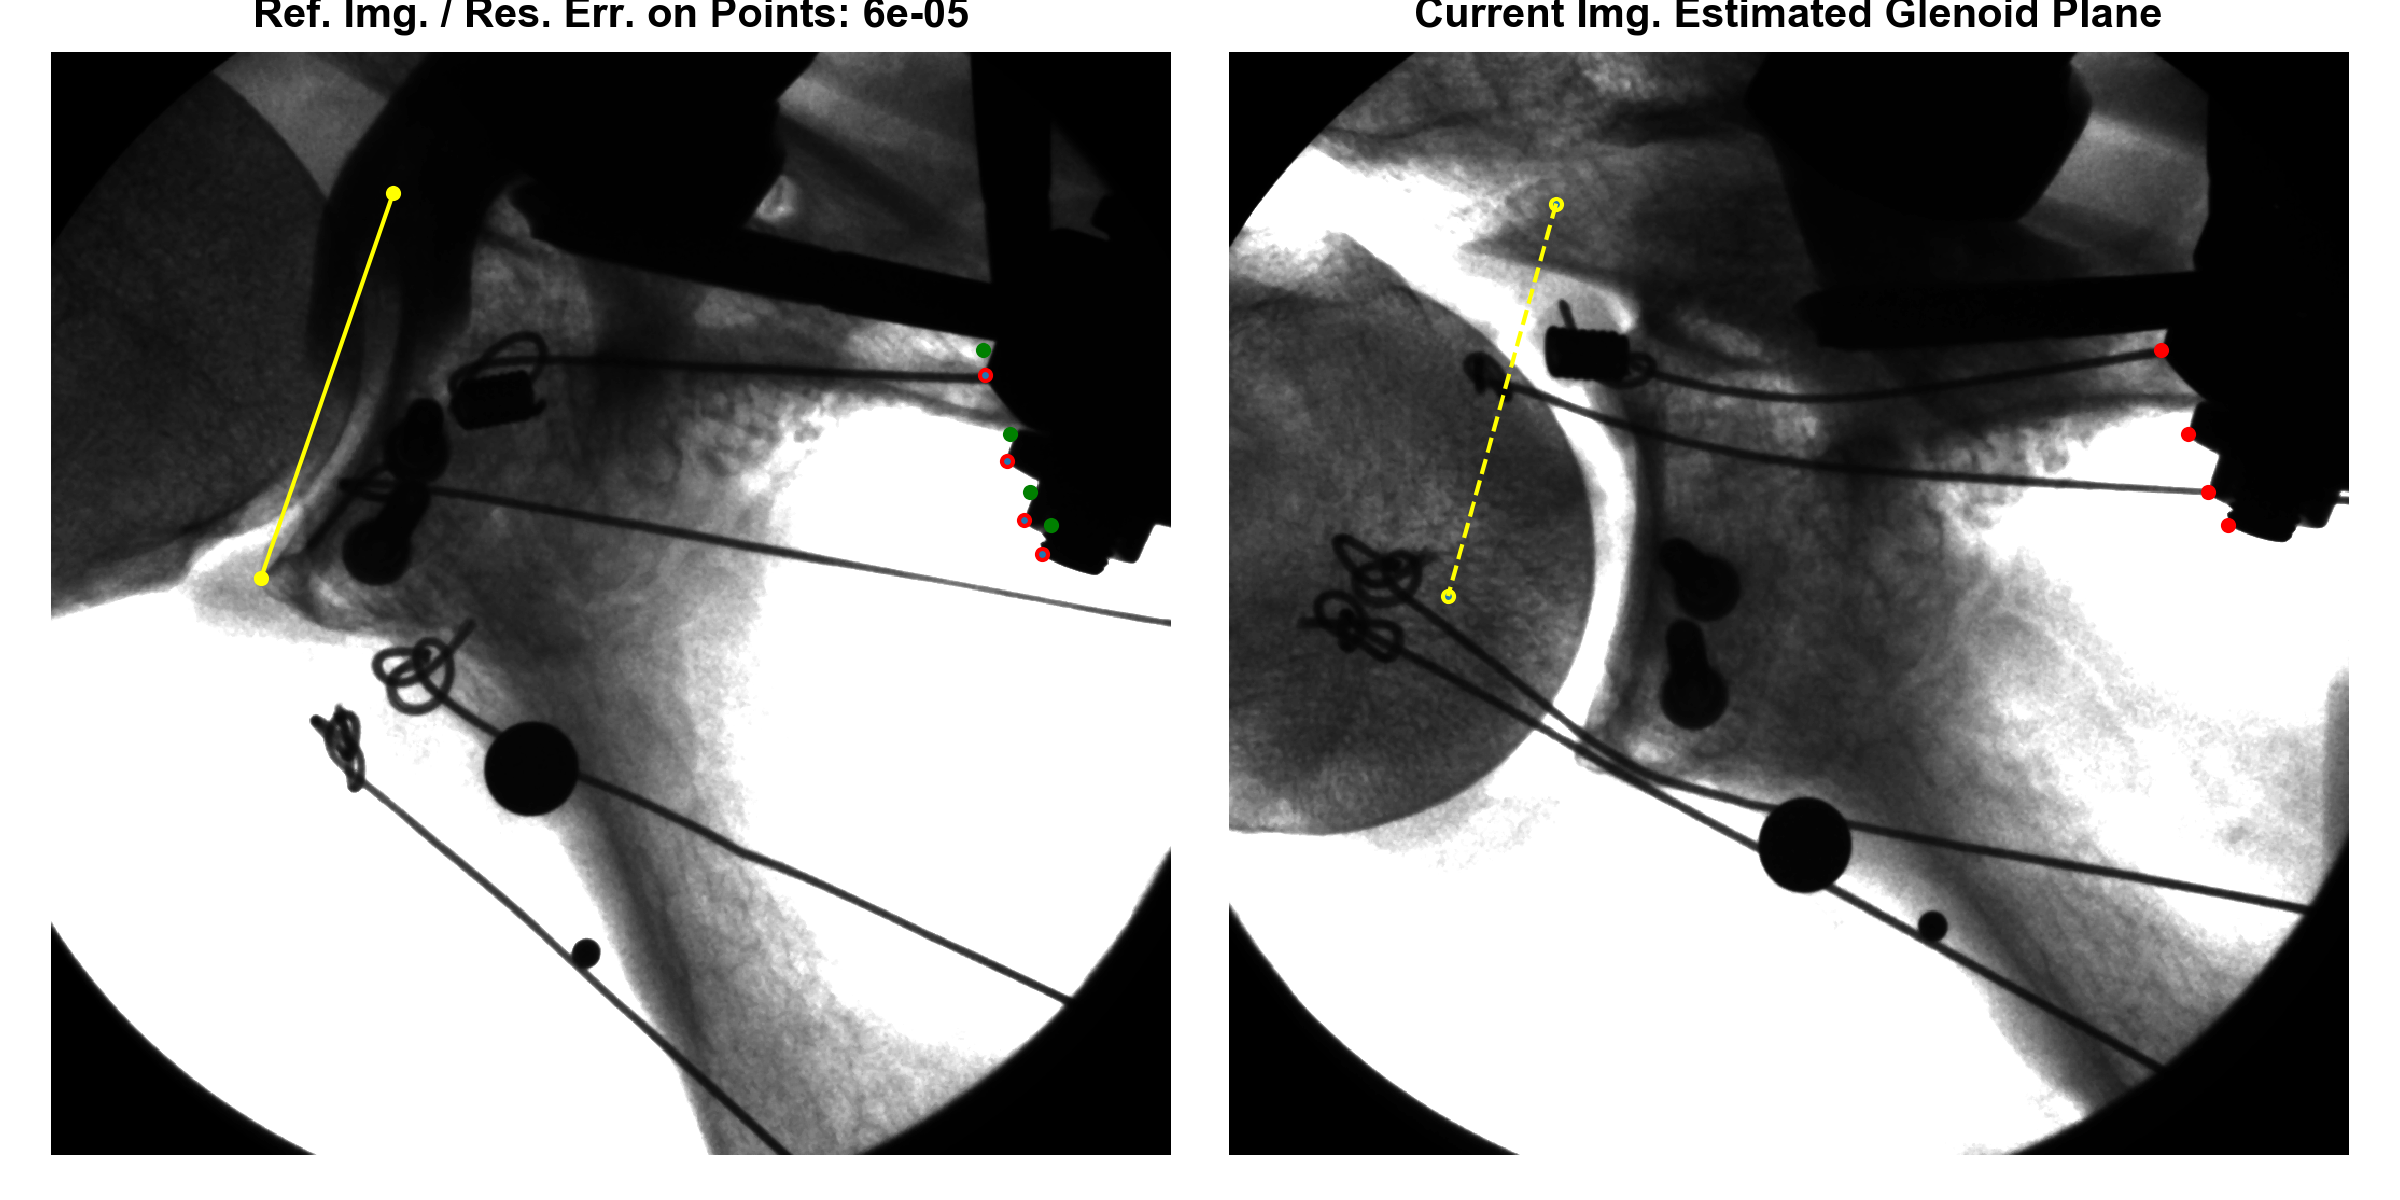 Ref. Img. / Res. Err. on Points: 6e-05
Current Img. Estimated Glenoid Plane